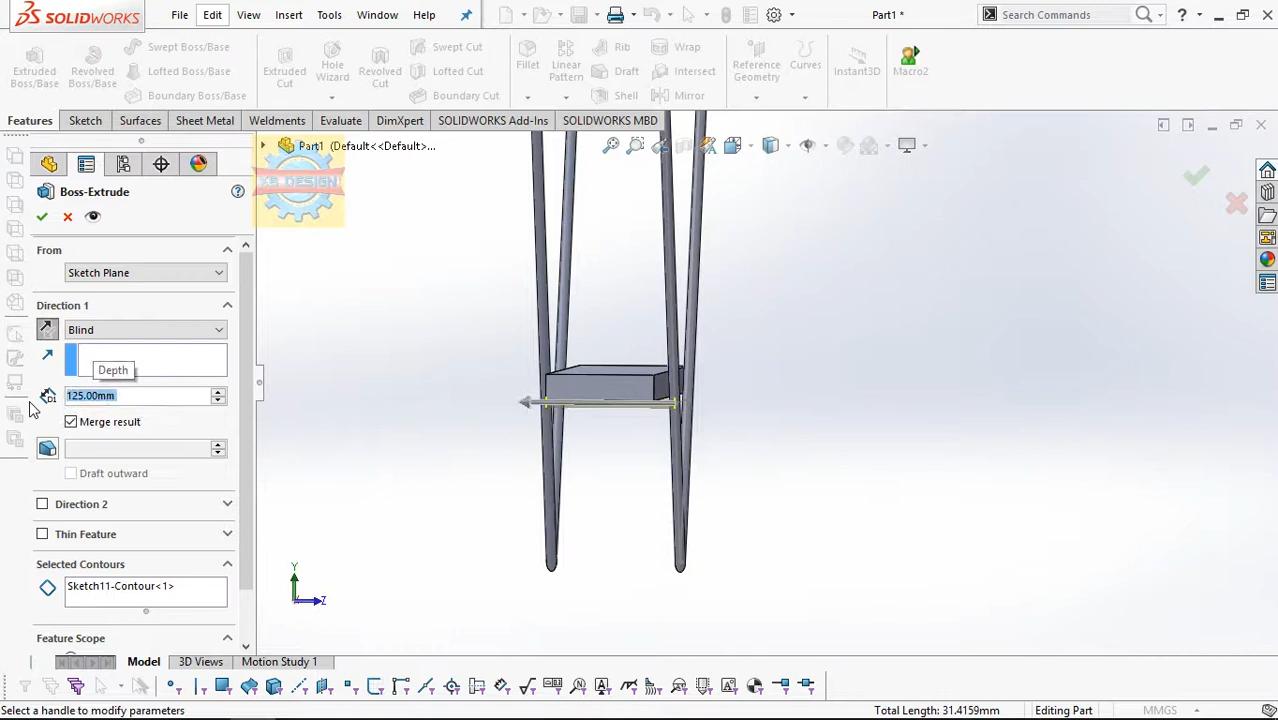 SOLIDWORKS
File Edit View Insert Tools Window Help
Part1 *
Search Commands
Extruded Boss/Base
Revolved Boss/Base
Swept Boss/Base
Lofted Boss/Base
Boundary Boss/Base
Extruded Cut
Hole Wizard
Revolved Cut
Swept Cut
Lofted Cut
Boundary Cut
Fillet
Linear Pattern
Rib
Draft
Shell
Wrap
Intersect
Mirror
Reference Geometry
Curves
Instant3D
Macro2
Features Sketch Surfaces Sheet Metal Weldments Evaluate DimXpert SOLIDWORKS Add-Ins SOLIDWORKS MBD
Part1 (Default<<Default>...
Boss-Extrude
From
Sketch Plane
Direction 1
Blind
Depth
125.00mm
Merge result
Draft outward
Direction 2
Thin Feature
Selected Contours
Sketch11-Contour<1>
Feature Scope
Y
Z
Model 3D Views Motion Study 1
Select a handle to modify parameters
Total Length: 31.4159mm
Editing Part
MMGS